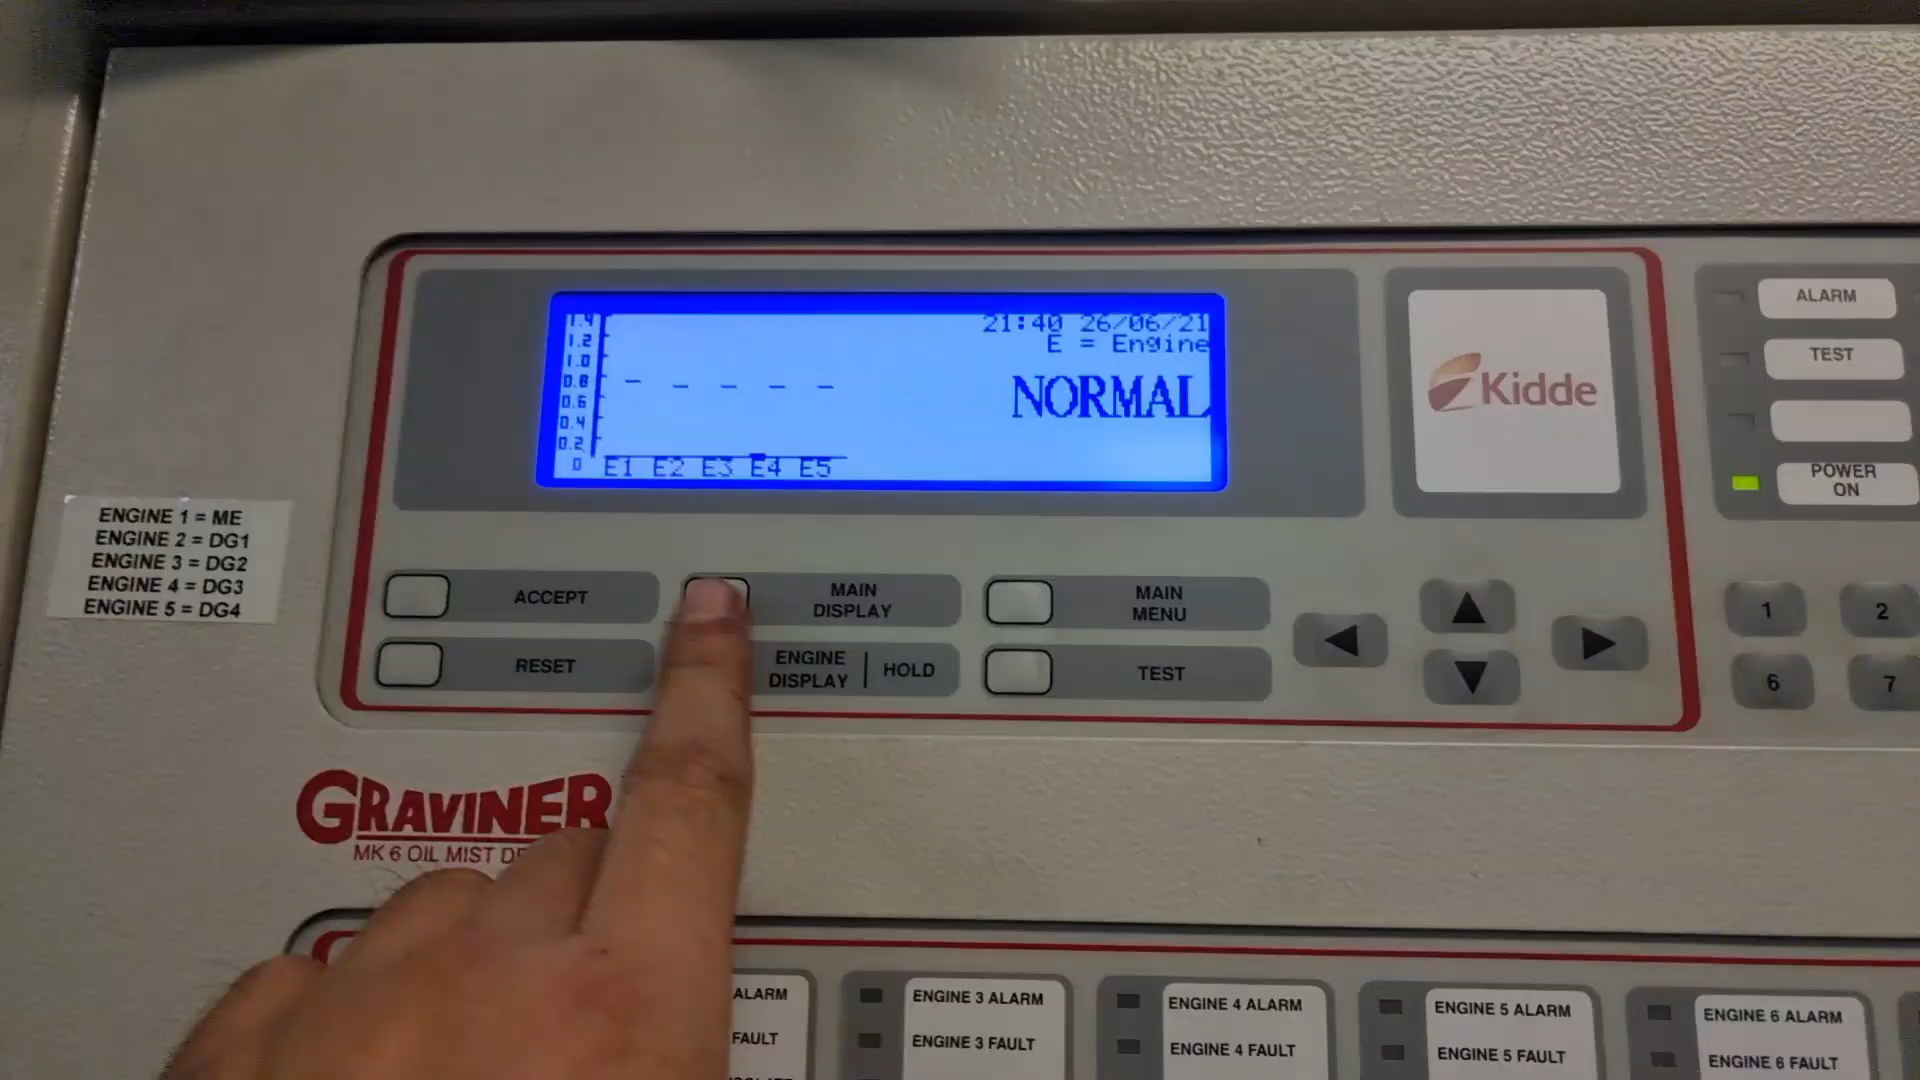 1.4
1.2
1.0
0.8
0.6
0.4
0.2
0
E1 E2 E3 E4 E5
21:40 26/06/21
E = Engine
NORMAL
Kidde
ALARM
TEST
POWER
ON
ENGINE 1 = ME
ENGINE 2 = DG1
ENGINE 3 = DG2
ENGINE 4 = DG3
ENGINE 5 = DG4
ACCEPT
MAIN
DISPLAY
MAIN
MENU
RESET
ENGINE
DISPLAY
HOLD
TEST
1
2
6
7
GRAVINER
MK 6 OIL MIST
ALARM
FAULT
ENGINE 3 ALARM
ENGINE 3 FAULT
ENGINE 4 ALARM
ENGINE 4 FAULT
ENGINE 5 ALARM
ENGINE 5 FAULT
ENGINE 6 ALARM
ENGINE 6 FAULT